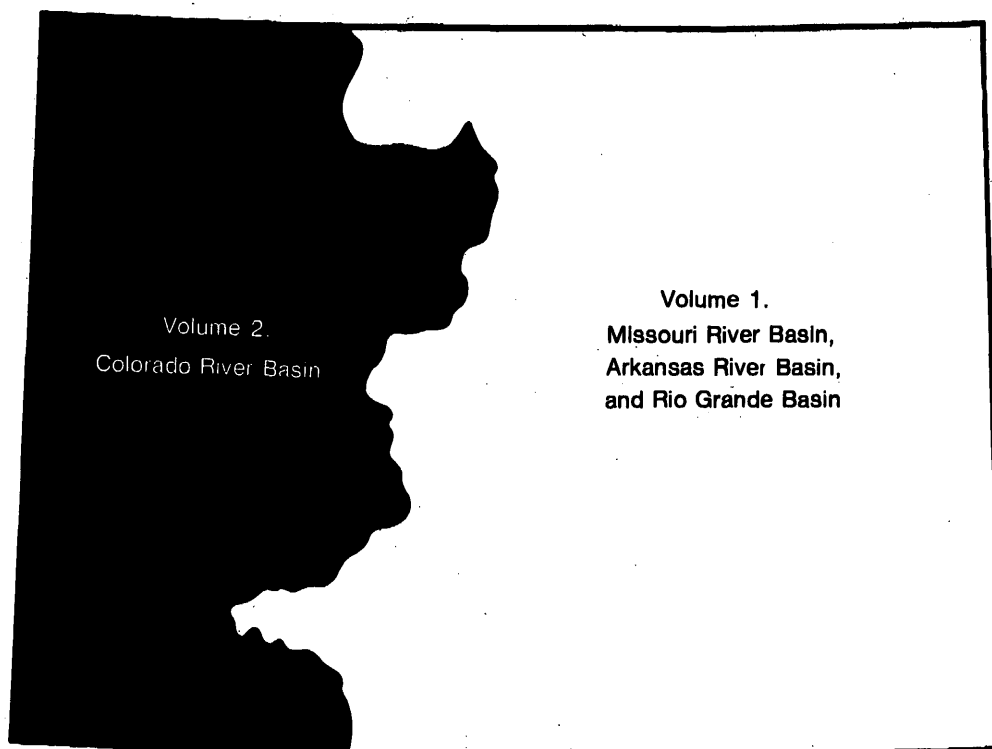 Volume 2.
Colorado River Basin
Volume 1.
Missouri River Basin,
Arkansas River Basin,
and Rio Grande Basin